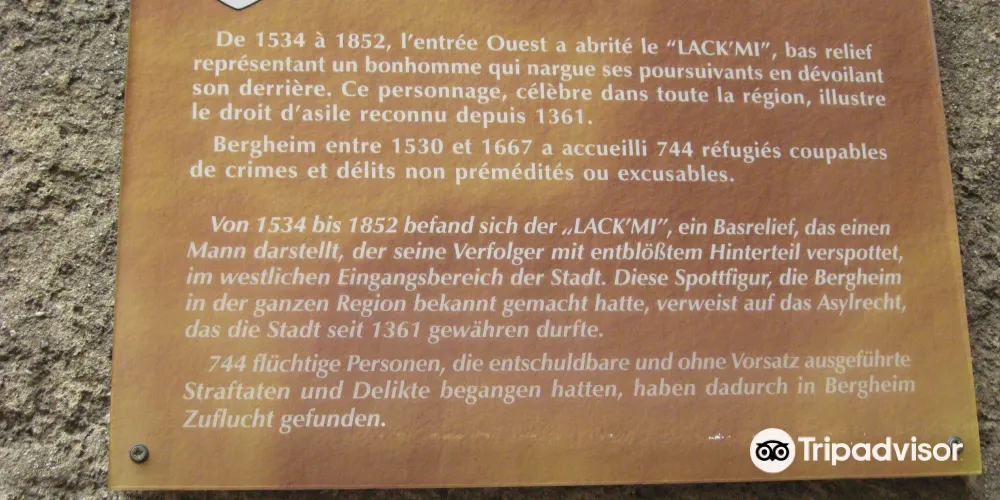 De 1534 à 1852, l'entrée Ouest a abrité le "LACK'MI", bas relief
représentant un bonhomme qui nargue ses poursuivants en dévoilant
son derrière. Ce personnage, célèbre dans toute la région, illustre
le droit d'asile reconnu depuis 1361.
Bergheim entre 1530 et 1667 a accueilli 744 réfugiés coupables
de crimes et délits non prémédités ou excusables.
Von 1534 bis 1852 befand sich der „LACK'MI", ein Basrelief, das einen
Mann darstellt, der seine Verfolger mit entblößtem Hinterteil verspottet,
im westlichen Eingangsbereich der Stadt. Diese Spottfigur, die Bergheim
in der ganzen Region bekannt gemacht hatte, verweist auf das Asylrecht,
das die Stadt seit 1361 gewähren durfte.
744 flüchtige Personen, die entschuldbare und ohne Vorsatz ausgeführte
Straftaten und Delikte begangen hatten, haben dadurch in Bergheim
Zuflucht gefunden.
Tripadvisor